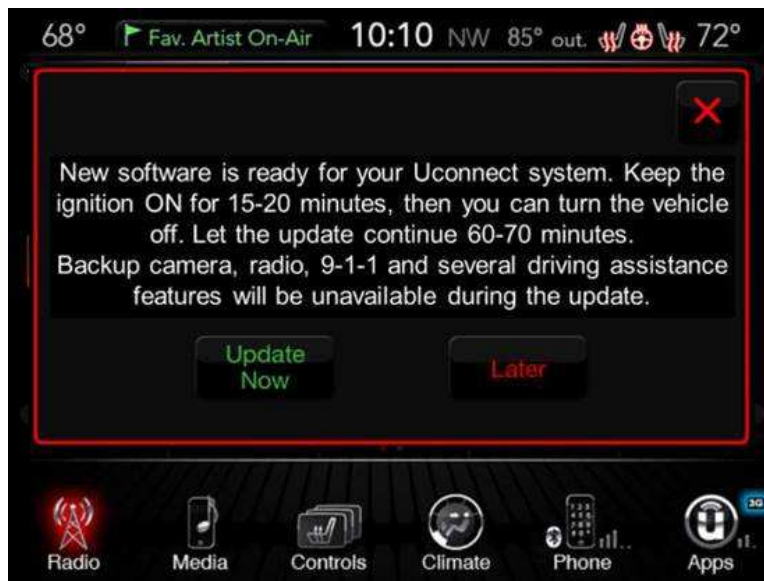 68° Fav. Artist On-Air 10:10 NW 85° out. 72°
New software is ready for your Uconnect system. Keep the
ignition ON for 15-20 minutes, then you can turn the vehicle
off. Let the update continue 60-70 minutes.
Backup camera, radio, 9-1-1 and several driving assistance
features will be unavailable during the update.
Update
Now
Later
3G
Radio Media Controls Climate Phone Apps